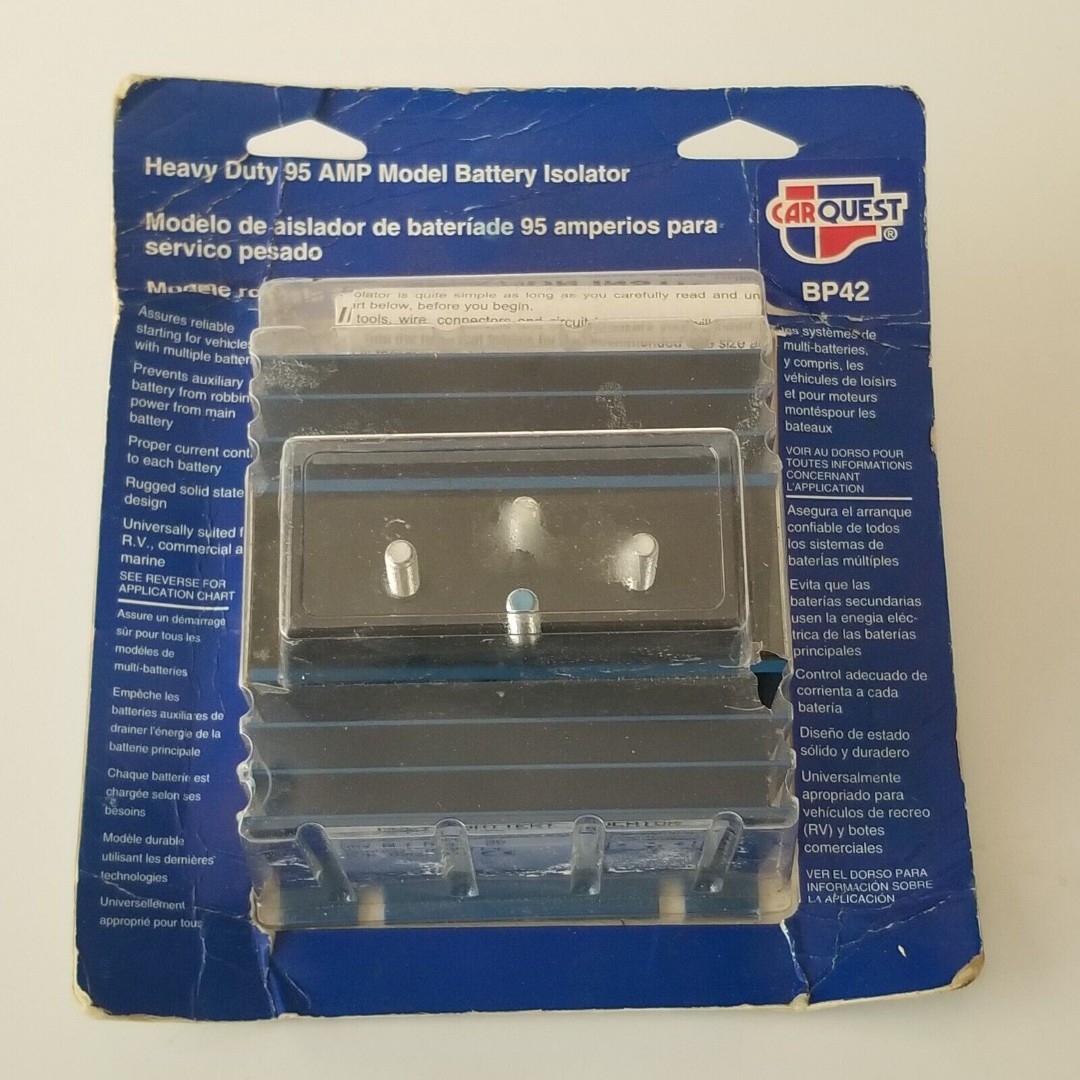 Heavy Duty 95 AMP Model Battery Isolator
Modelo de aislador de bateríade 95 amperios para
sérvico pesado
CARQUEST®
BP42
Modèle
olator is quite simple as long as you carefully read and un
rt below, before you begin.
tools, wire, connectors and circuit
size
Assures reliable
starting for vehicles
with multiple batter
Prevents auxiliary
battery from robbin
power from main
battery
Proper current cont
to each battery
Rugged solid state
design
Universally suited f
R.V., commercial a
marine
SEE REVERSE FOR
APPLICATION CHART
Assure un démarrage
sûr pour tous les
modéles de
multi-batteries
Empêche les
batteries auxiliaires de
drainer l'énergie de la
batterie principale
Chaque batterie est
chargée selon ses
besoins
Modèle durable
utilisant les dernières
technologies
Universellement
approprié pour tous
les systèmes de
multi-batteries,
y compris, les
véhicules de loisirs
et pour moteurs
montéspour les
bateaux
VOIR AU DORSO POUR
TOUTES INFORMATIONS
CONCERNANT
L'APPLICATION
Asegura el arranque
confiable de todos
los sistemas de
baterías múltiples
Evita que las
baterías secundarias
usen la enegia eléc-
trica de las baterías
principales
Control adecuado de
corrienta a cada
batería
Diseño de estado
sólido y duradero
Universalmente
apropriado para
vehículos de recreo
(RV) y botes
comerciales
VER EL DORSO PARA
INFORMACIÓN SOBRE
LA APLICACIÓN